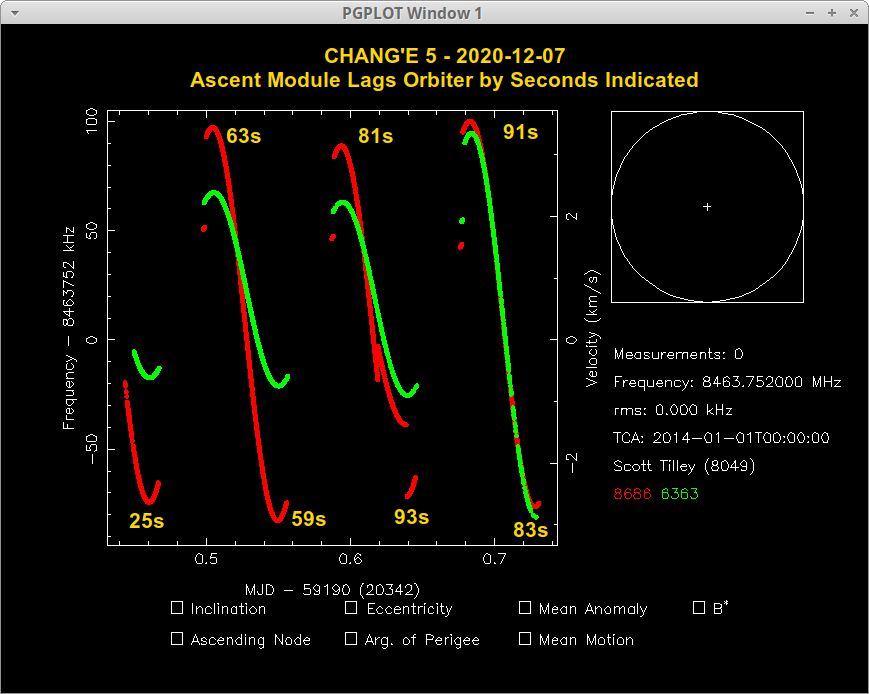 PGPLOT Window 1
CHANG'E 5 - 2020-12-07
Ascent Module Lags Orbiter by Seconds Indicated
63s 81s 91s
25s 59s 93s 83s
100
50
0
−50
Frequency − 8463752 kHz
0.5 0.6 0.7
MJD − 59190 (20342)
2
0
−2
Velocity (km/s)
Measurements: 0
Frequency: 8463.752000 MHz
rms: 0.000 kHz
TCA: 2014−01−01T00:00:00
Scott Tilley (8049)
8686 6363
Inclination Eccentricity Mean Anomaly B*
Ascending Node Arg. of Perigee Mean Motion